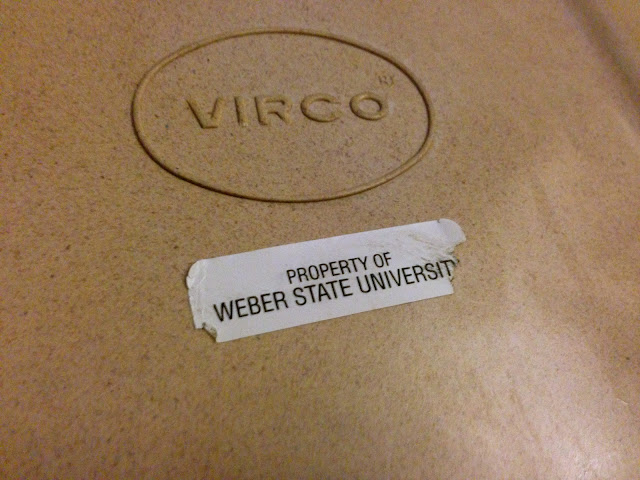 VIRCO
PROPERTY OF
WEBER STATE UNIVERSIT